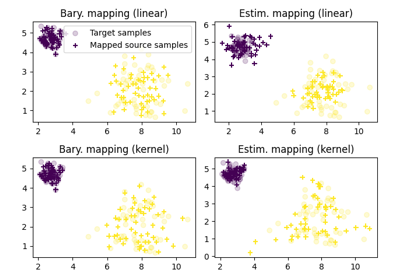 Bary. mapping (linear)
Estim. mapping (linear)
Target samples
Mapped source samples
5
4
3
2
1
2 4 6 8 10
6
5
4
3
2
1
2 4 6 8 10
Bary. mapping (kernel)
Estim. mapping (kernel)
5
4
3
2
1
2 4 6 8 10
5
4
3
2
1
0
2 4 6 8 10